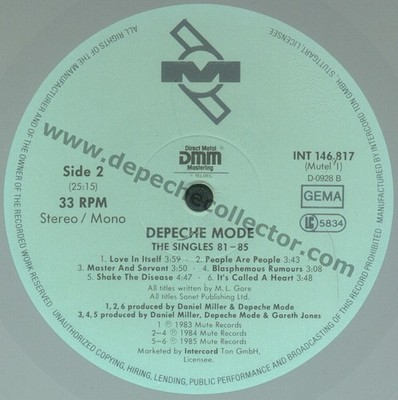 ALL RIGHTS OF THE MANUFACTURER AND OF THE OWNER OF THE RECORDED WORK RESERVED
UNAUTHORIZED COPYING, HIRING, LENDING, PUBLIC PERFORMANCE AND BROADCASTING OF THIS RECORD PROHIBITED
MANUFACTURED BY INTERCORD TON GMBH, STUTTGART, LICENSEE.
M
Direct Metal
DMM
Mastering
Side 2
(25:15)
33 RPM
Stereo / Mono
INT 146.817
(Mutel 1)
D-0928 B
GEMA
LC 5834
www.depechecollector.com
DEPECHE MODE
THE SINGLES 81-85
1. Love In Itself 3:59 2. People Are People 3:43
3. Master And Servant 3:50 4. Blasphemous Rumours 3:08
5. Shake The Disease 4:47 6. It's Called A Heart 3:48
All titles written by M. L. Gore
All titles Sonet Publishing Ltd.
1, 2, 6 produced by Daniel Miller & Depeche Mode
3, 4, 5 produced by Daniel Miller, Depeche Mode & Gareth Jones
1 ℗ 1983 Mute Records
2-4 ℗ 1984 Mute Records
5-6 ℗ 1985 Mute Records
Marketed by Intercord Ton GmbH,
Licensee.